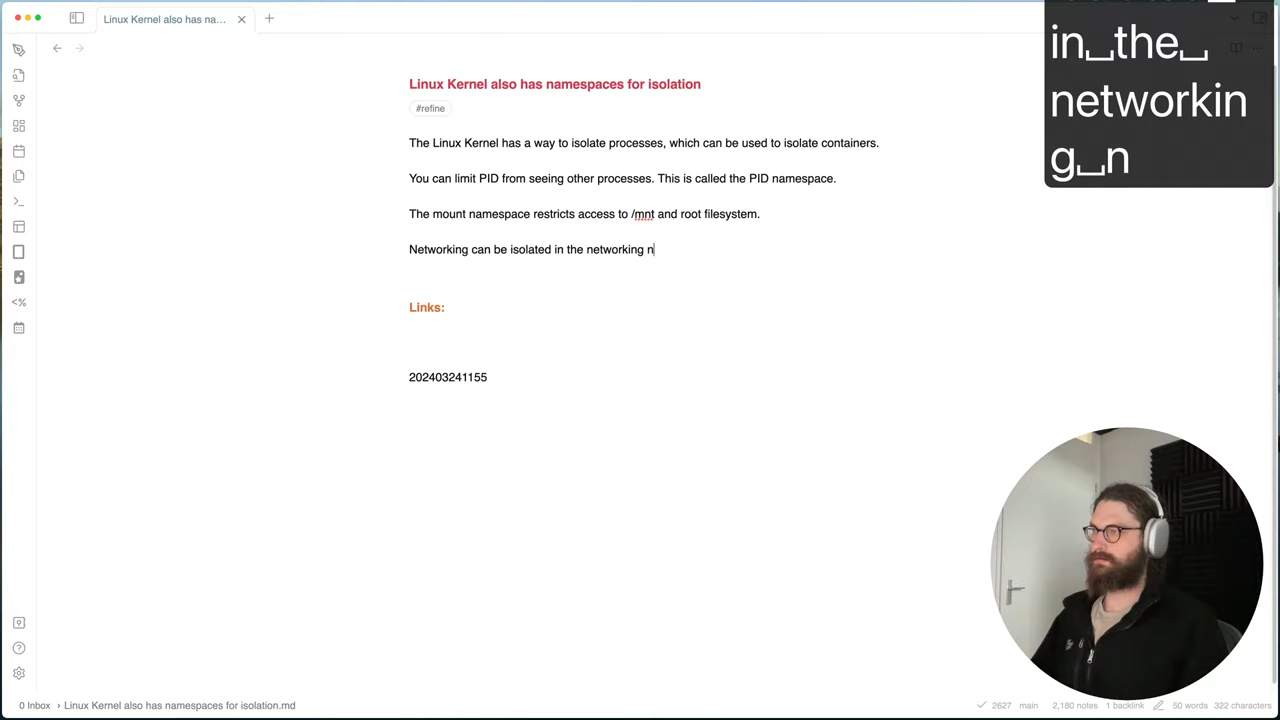 Linux Kernel also has na...
in␣the␣
networkin
g␣n
Linux Kernel also has namespaces for isolation
#refine
The Linux Kernel has a way to isolate processes, which can be used to isolate containers.
You can limit PID from seeing other processes. This is called the PID namespace.
The mount namespace restricts access to /mnt and root filesystem.
Networking can be isolated in the networking n
Links:
202403241155
0 Inbox › Linux Kernel also has namespaces for isolation.md
2627 main 2,180 notes 1 backlink 50 words 322 characters